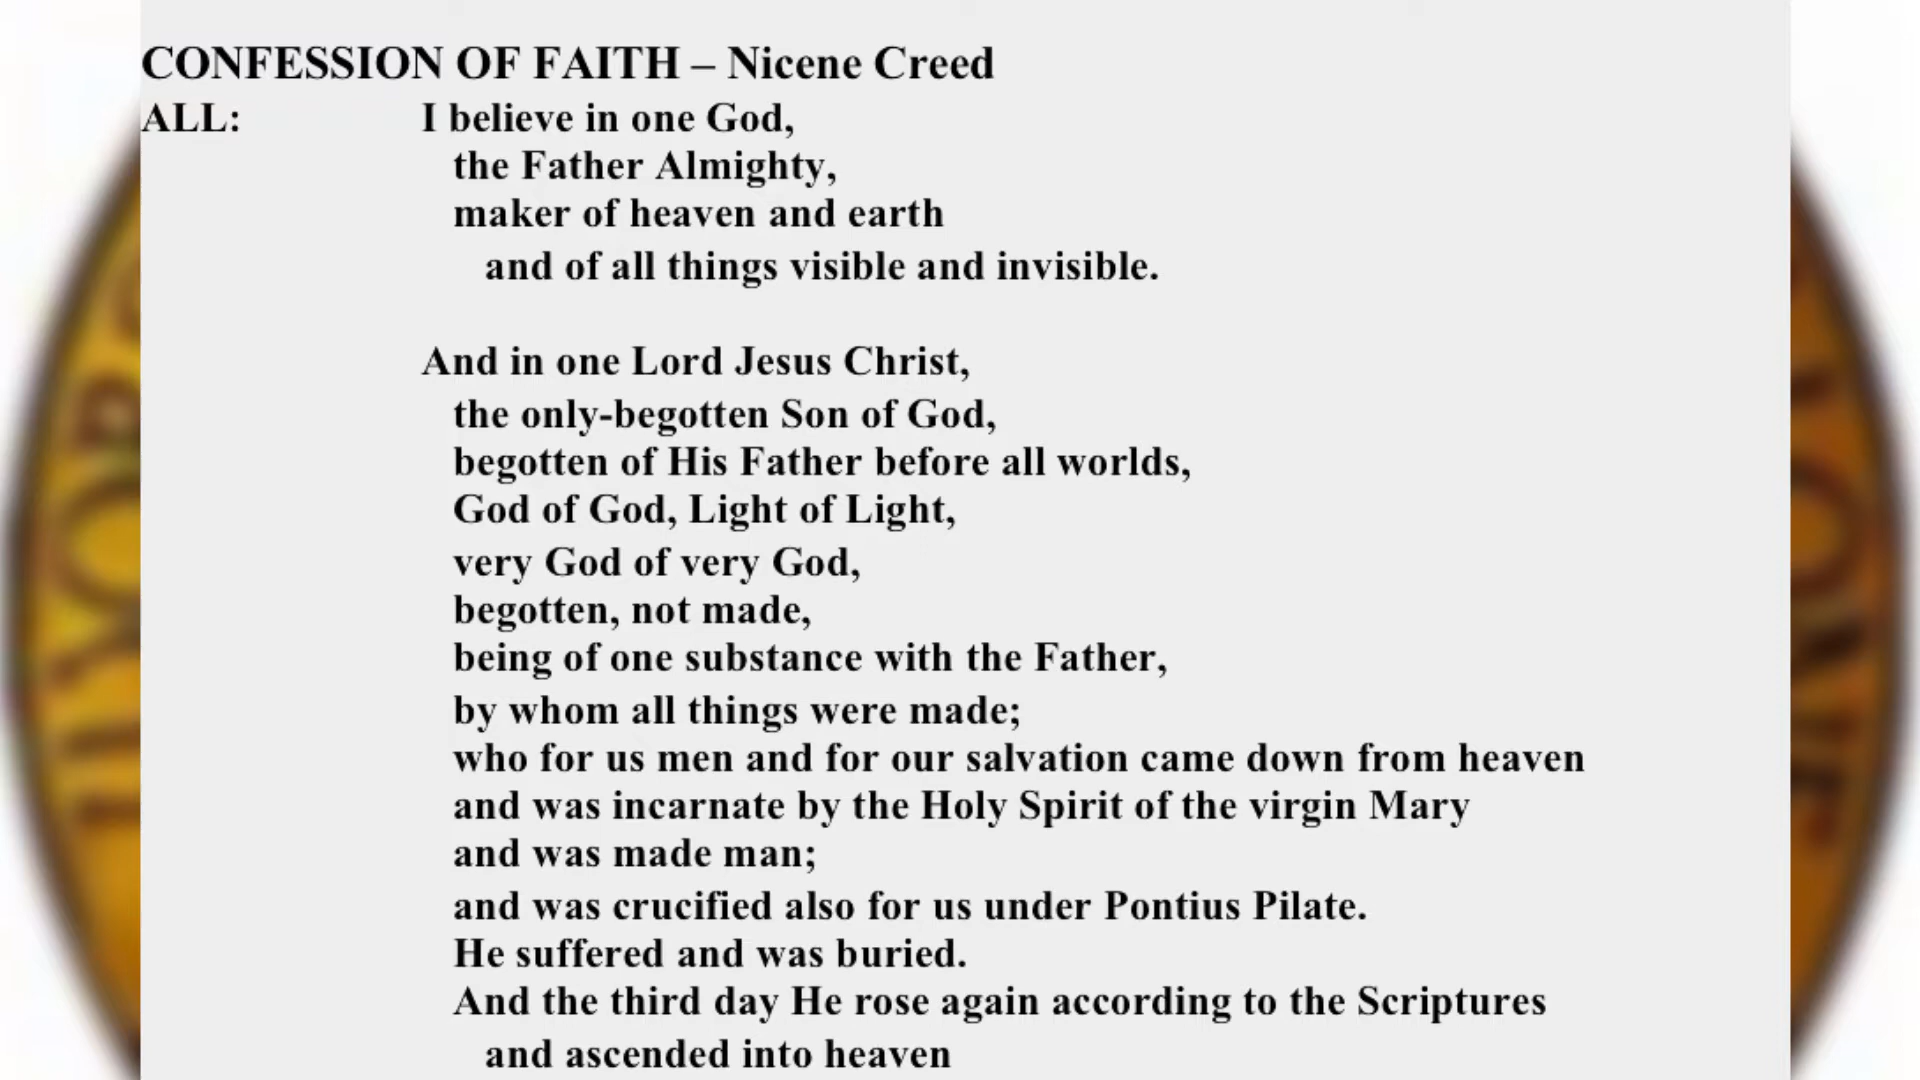 CONFESSION OF FAITH – Nicene Creed
ALL: I believe in one God,
the Father Almighty,
maker of heaven and earth
and of all things visible and invisible.
And in one Lord Jesus Christ,
the only-begotten Son of God,
begotten of His Father before all worlds,
God of God, Light of Light,
very God of very God,
begotten, not made,
being of one substance with the Father,
by whom all things were made;
who for us men and for our salvation came down from heaven
and was incarnate by the Holy Spirit of the virgin Mary
and was made man;
and was crucified also for us under Pontius Pilate.
He suffered and was buried.
And the third day He rose again according to the Scriptures
and ascended into heaven